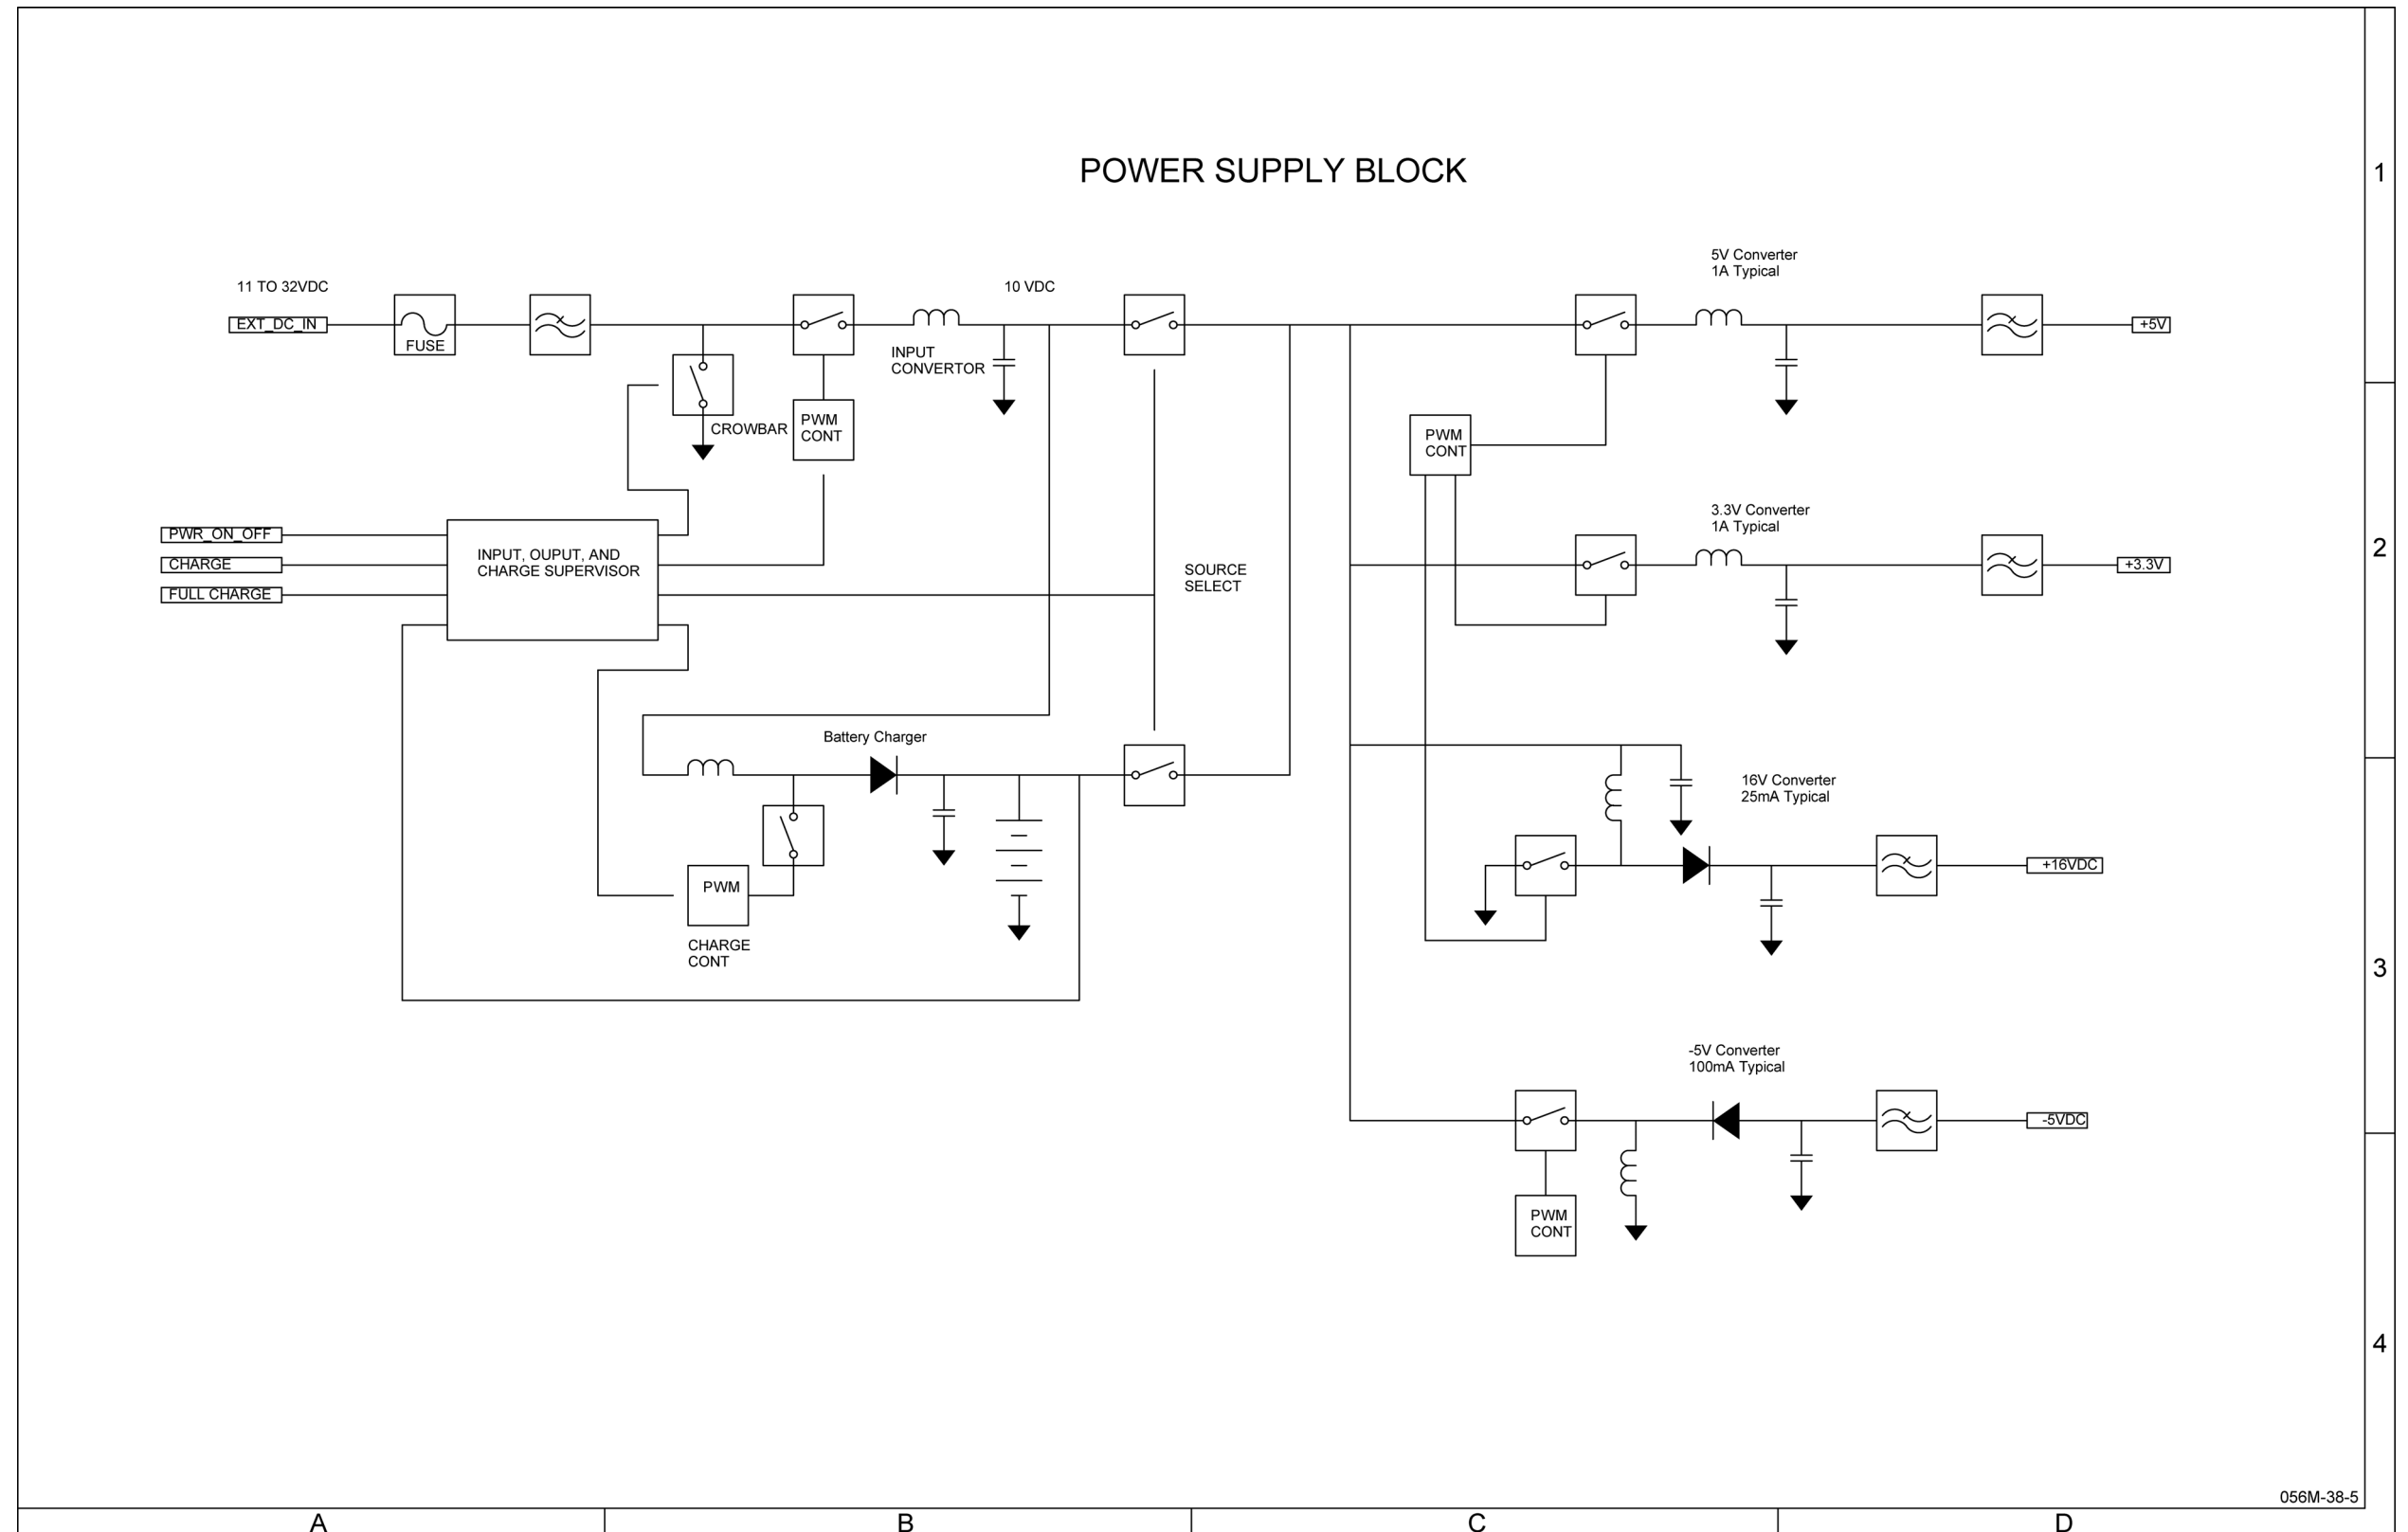 POWER SUPPLY BLOCK
1
5V Converter
1A Typical
11 TO 32VDC
10 VDC
EXT_DC_IN
FUSE
INPUT
CONVERTOR
+5V
CROWBAR
PWM
CONT
PWM
CONT
3.3V Converter
1A Typical
2
PWR_ON_OFF
CHARGE
FULL CHARGE
INPUT, OUPUT, AND
CHARGE SUPERVISOR
SOURCE
SELECT
+3.3V
Battery Charger
16V Converter
25mA Typical
PWM
+16VDC
CHARGE
CONT
3
-5V Converter
100mA Typical
-5VDC
PWM
CONT
4
056M-38-5
A
B
C
D